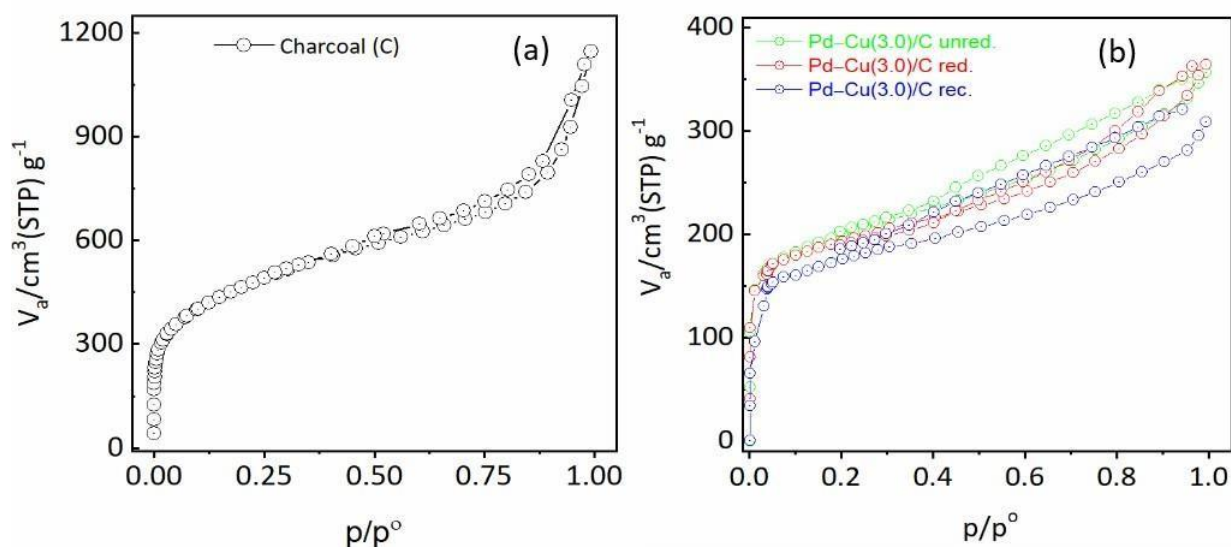 Charcoal (C)
(a)
1200
900
600
300
0
0.00 0.25 0.50 0.75 1.00
p/p°
Vₐ/cm³(STP) g⁻¹
Pd–Cu(3.0)/C unred.
Pd–Cu(3.0)/C red.
Pd–Cu(3.0)/C rec.
(b)
400
300
200
100
0
0.0 0.2 0.4 0.6 0.8 1.0
p/p°
Vₐ/cm³(STP) g⁻¹